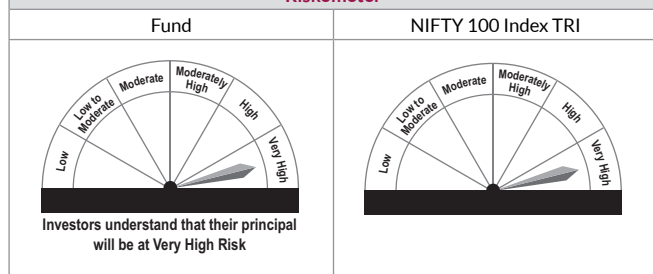 Riskometer
Fund
NIFTY 100 Index TRI
Low
Low to
Moderate
Moderate
Moderately
High
High
Very High
Investors understand that their principal
will be at Very High Risk
Low
Low to
Moderate
Moderate
Moderately
High
High
Very High